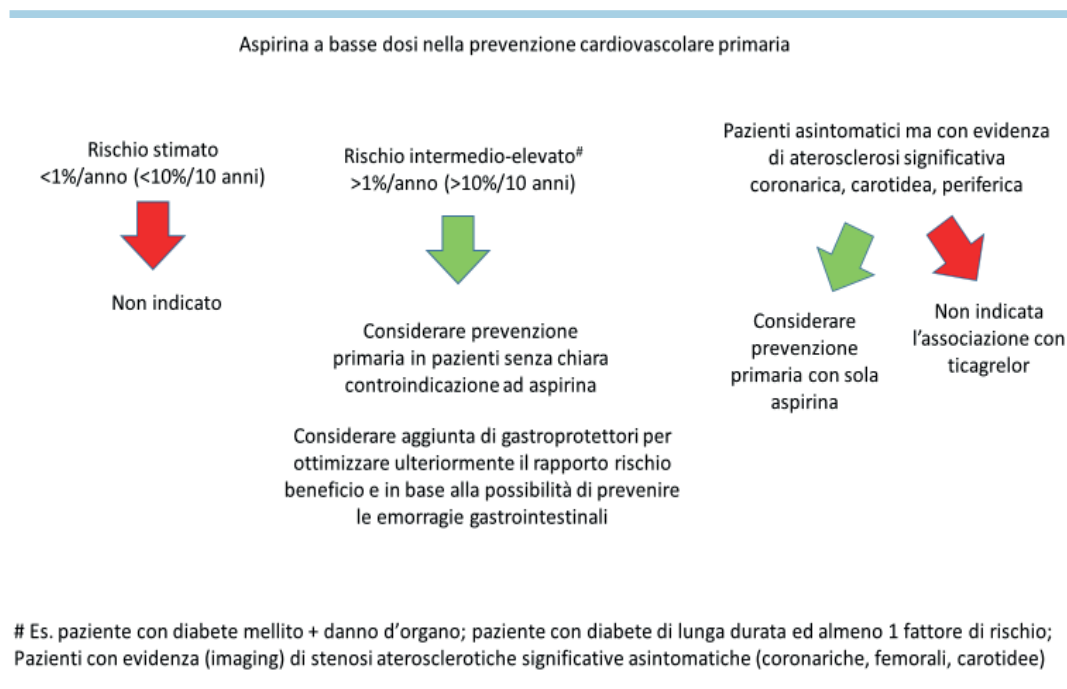 Aspirina a basse dosi nella prevenzione cardiovascolare primaria
Rischio stimato
<1%/anno (<10%/10 anni)
Non indicato
Rischio intermedio-elevato#
>1%/anno (>10%/10 anni)
Considerare prevenzione
primaria in pazienti senza chiara
controindicazione ad aspirina
Considerare aggiunta di gastroprotettori per
ottimizzare ulteriormente il rapporto rischio
beneficio e in base alla possibilità di prevenire
le emorragie gastrointestinali
Pazienti asintomatici ma con evidenza
di aterosclerosi significativa
coronarica, carotidea, periferica
Considerare
prevenzione
primaria con sola
aspirina
Non indicata
l'associazione con
ticagrelor
# Es. paziente con diabete mellito + danno d'organo; paziente con diabete di lunga durata ed almeno 1 fattore di rischio;
Pazienti con evidenza (imaging) di stenosi aterosclerotiche significative asintomatiche (coronariche, femorali, carotidee)